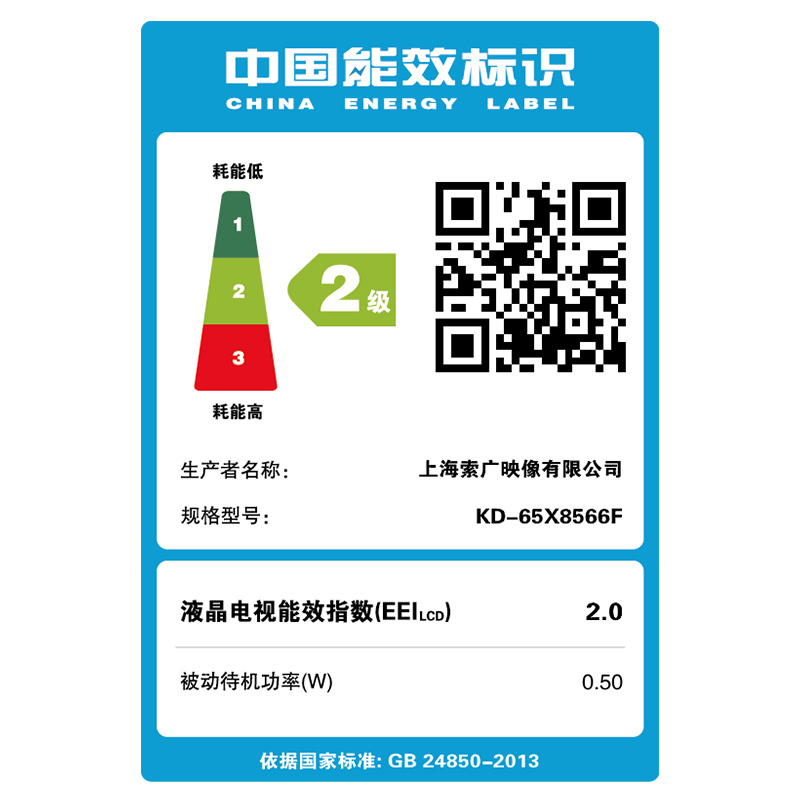 中国能效标识
CHINA ENERGY LABEL
耗能低
1
2
3
2级
耗能高
生产者名称: 上海索广映像有限公司
规格型号: KD-65X8566F
液晶电视能效指数(EEILCD) 2.0
被动待机功率(W) 0.50
依据国家标准: GB 24850-2013